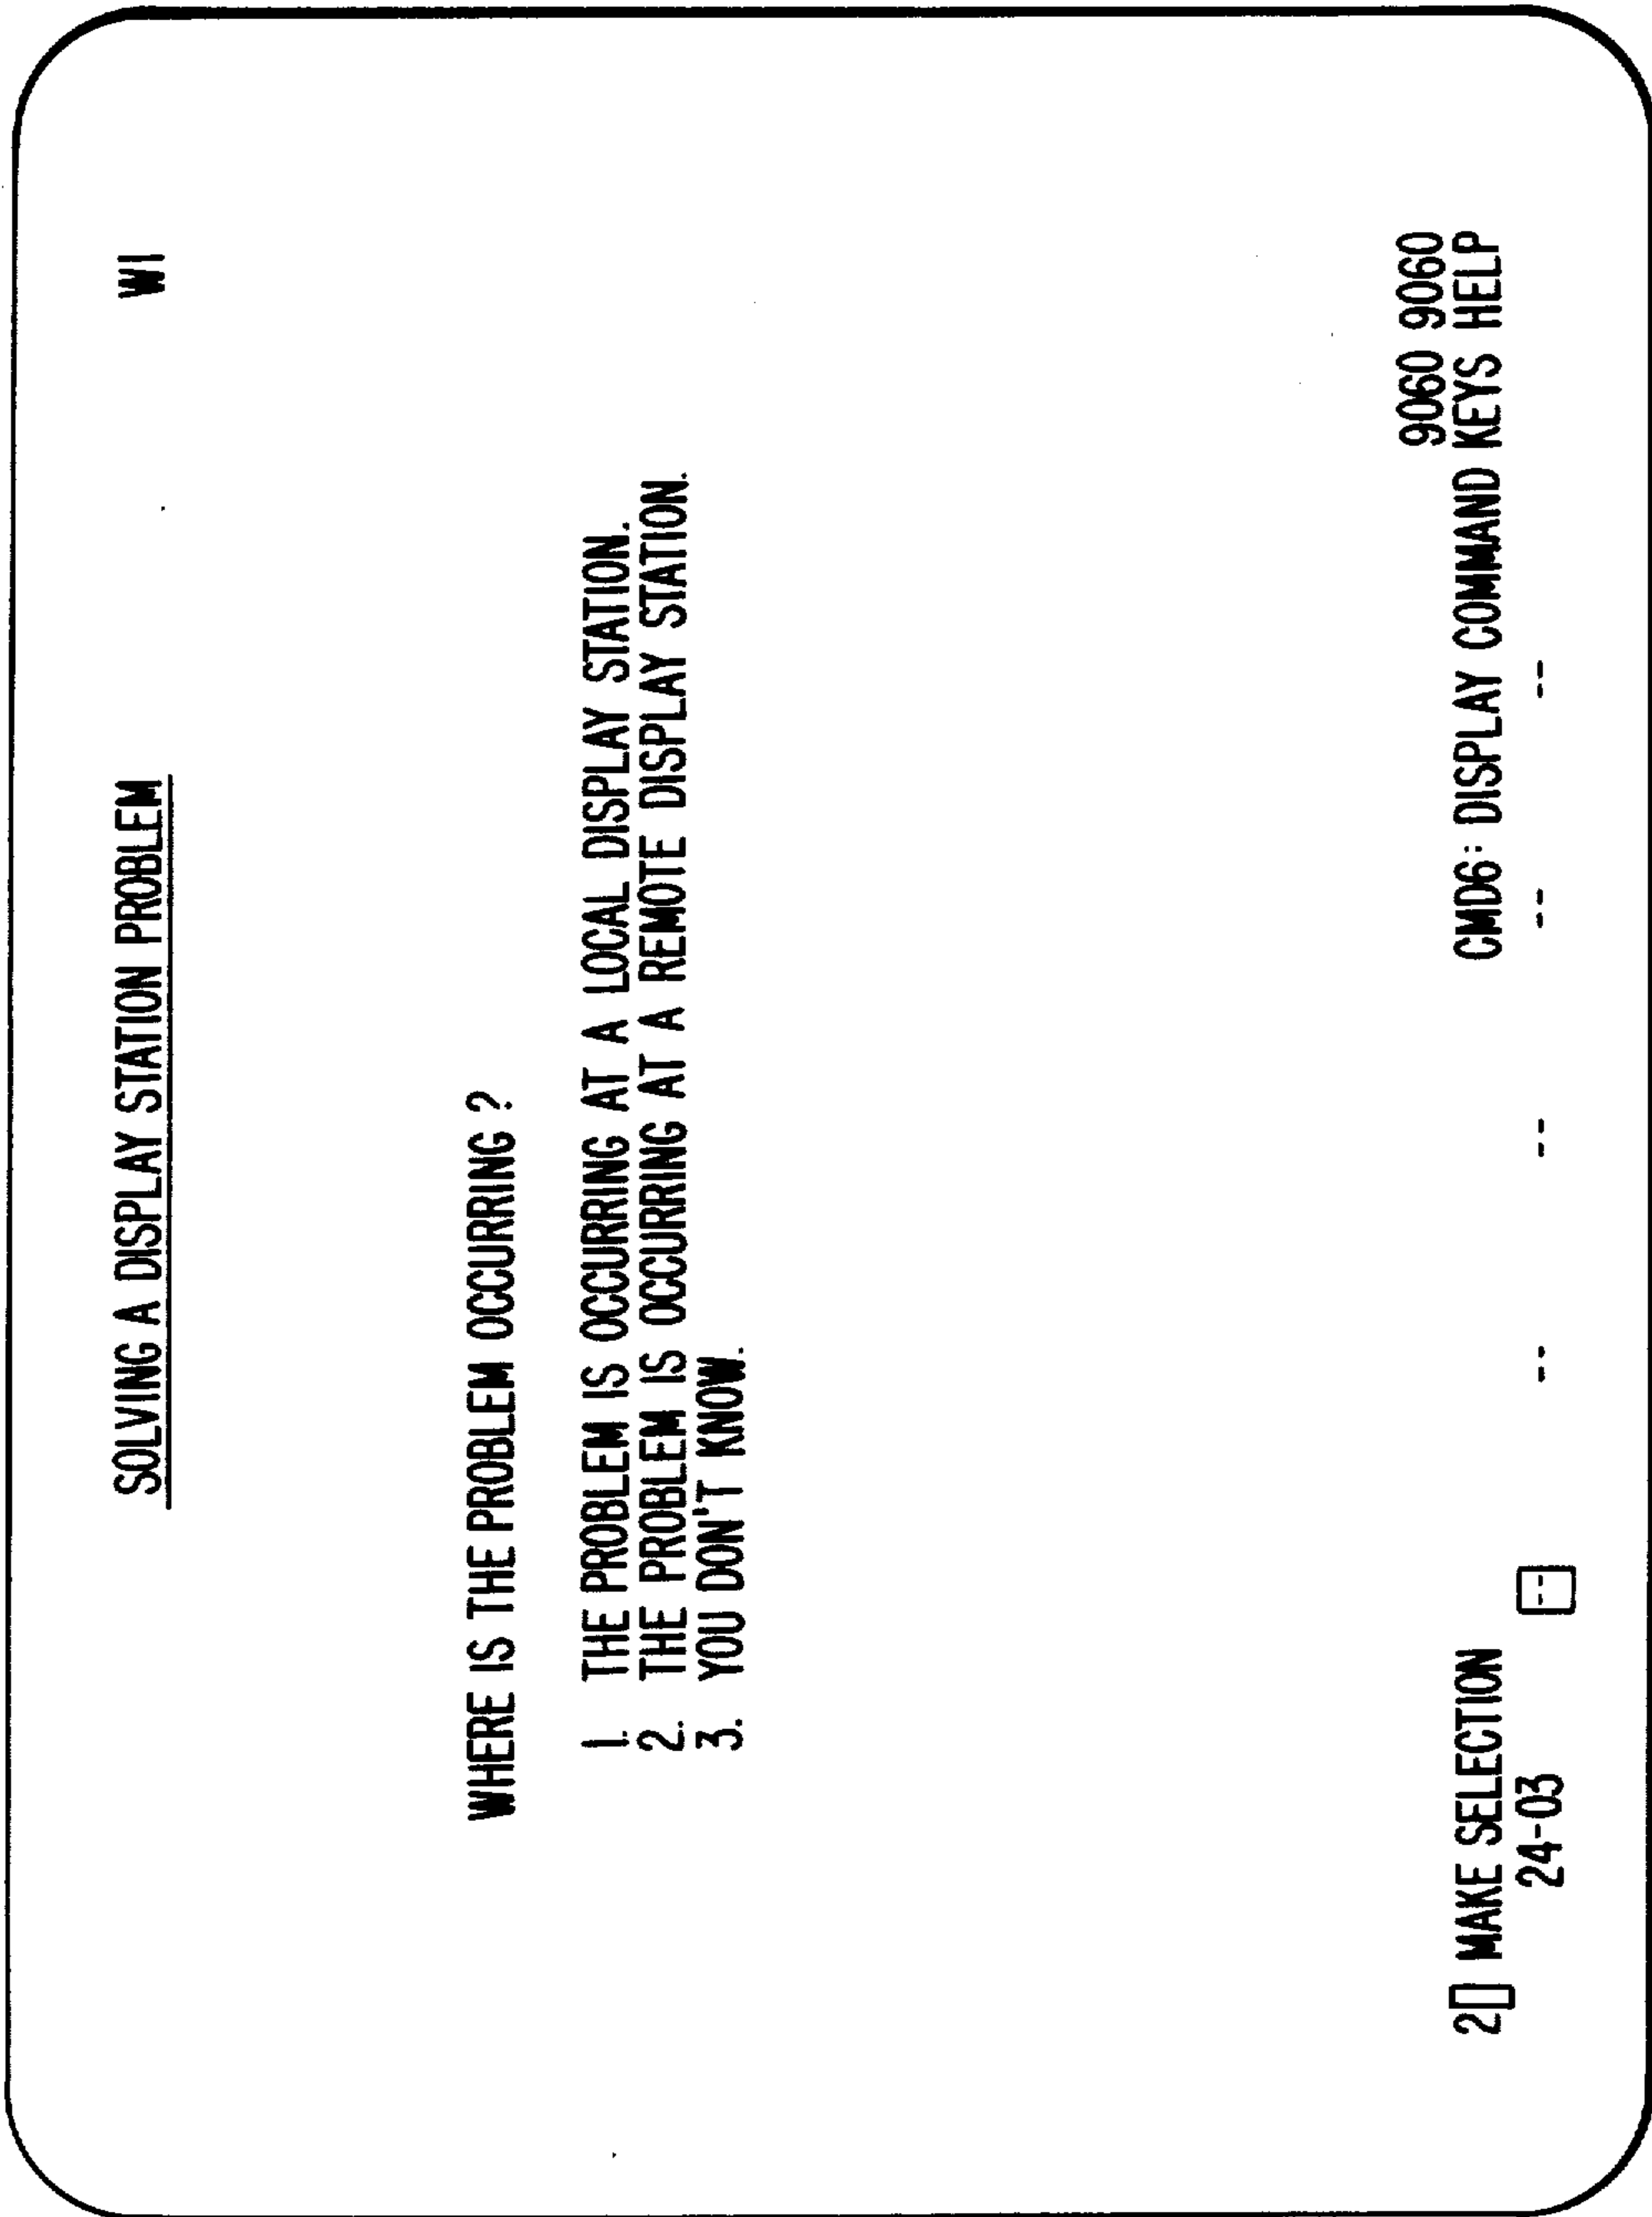 SOLVING A DISPLAY STATION PROBLEM W1
WHERE IS THE PROBLEM OCCURRING ?
1. THE PROBLEM IS OCCURRING AT A LOCAL DISPLAY STATION.
2. THE PROBLEM IS OCCURRING AT A REMOTE DISPLAY STATION.
3. YOU DON'T KNOW.
9060 9060
2 MAKE SELECTION CMD6: DISPLAY COMMAND KEYS HELP
24-03 -- -- -- -- --